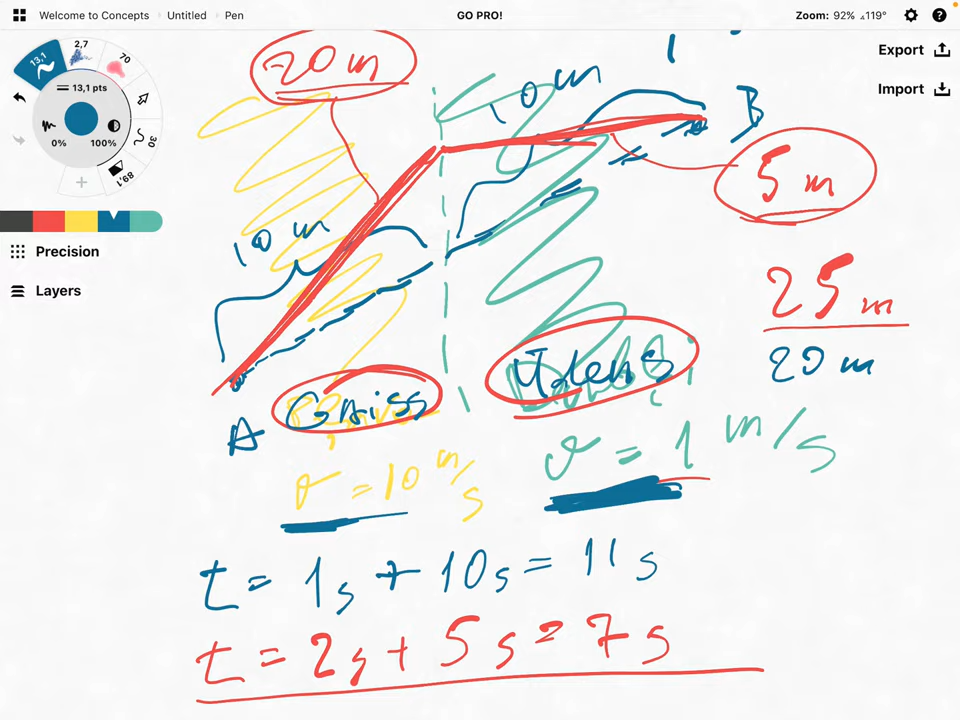 Welcome to Concepts Untitled Pen GO PRO! Zoom: 92% ⊿119°
Export
Import
13,1
2,7
70
30
89,1
13,1 pts
0% 100%
Precision
Layers
20 m
10 m
B
5 m
10 m
25 m
20 m
A
Gaiss
Ūdens
v = 10 m/s
v = 1 m/s
t = 1s + 10s = 11s
t = 2s + 5s = 7s